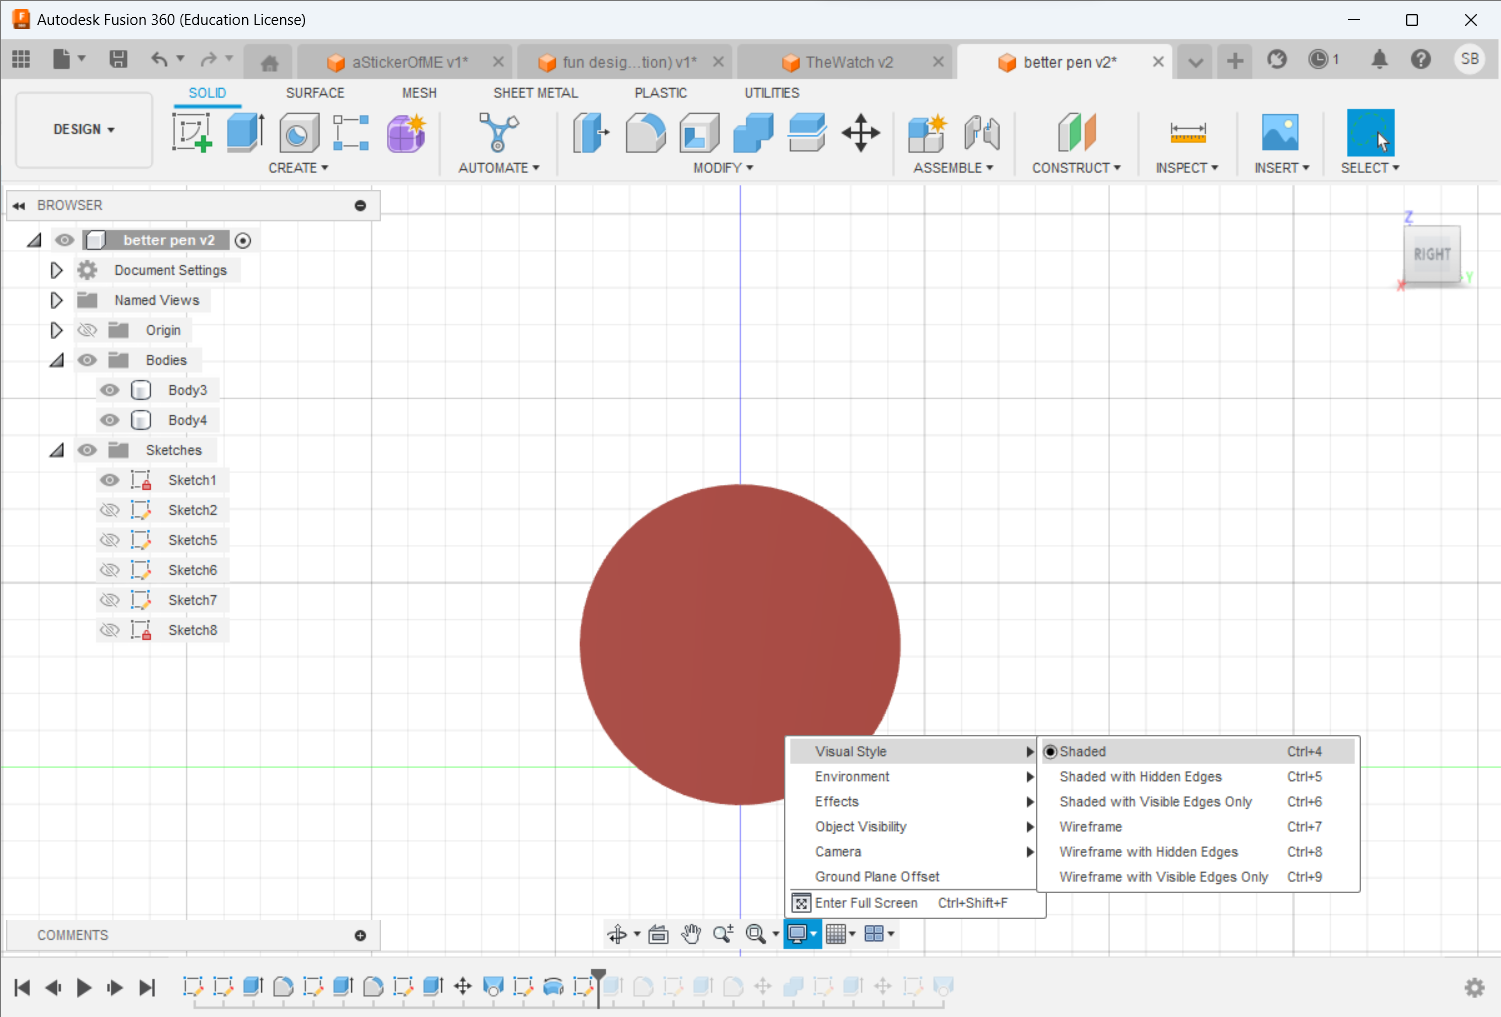 Autodesk Fusion 360 (Education License)
aStickerOfME v1*
fun desig...tion) v1*
TheWatch v2
better pen v2*
1
SB
DESIGN
SOLID
SURFACE
MESH
SHEET METAL
PLASTIC
UTILITIES
CREATE
AUTOMATE
MODIFY
ASSEMBLE
CONSTRUCT
INSPECT
INSERT
SELECT
BROWSER
better pen v2
Document Settings
Named Views
Origin
Bodies
Body3
Body4
Sketches
Sketch1
Sketch2
Sketch5
Sketch6
Sketch7
Sketch8
Z
RIGHT
X
Y
Visual Style
Environment
Effects
Object Visibility
Camera
Ground Plane Offset
Enter Full Screen Ctrl+Shift+F
Shaded Ctrl+4
Shaded with Hidden Edges Ctrl+5
Shaded with Visible Edges Only Ctrl+6
Wireframe Ctrl+7
Wireframe with Hidden Edges Ctrl+8
Wireframe with Visible Edges Only Ctrl+9
COMMENTS